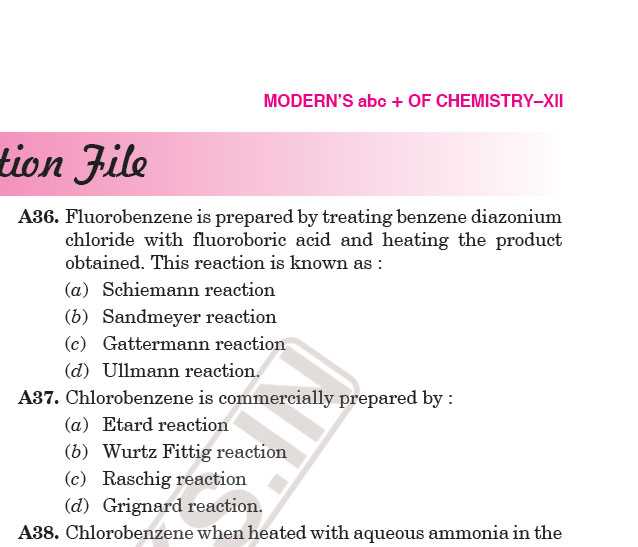 MODERN'S abc + OF CHEMISTRY–XII
tion File
A36. Fluorobenzene is prepared by treating benzene diazonium
chloride with fluoroboric acid and heating the product
obtained. This reaction is known as :
(a) Schiemann reaction
(b) Sandmeyer reaction
(c) Gattermann reaction
(d) Ullmann reaction.
A37. Chlorobenzene is commercially prepared by :
(a) Etard reaction
(b) Wurtz Fittig reaction
(c) Raschig reaction
(d) Grignard reaction.
A38. Chlorobenzene when heated with aqueous ammonia in the
KS.IN